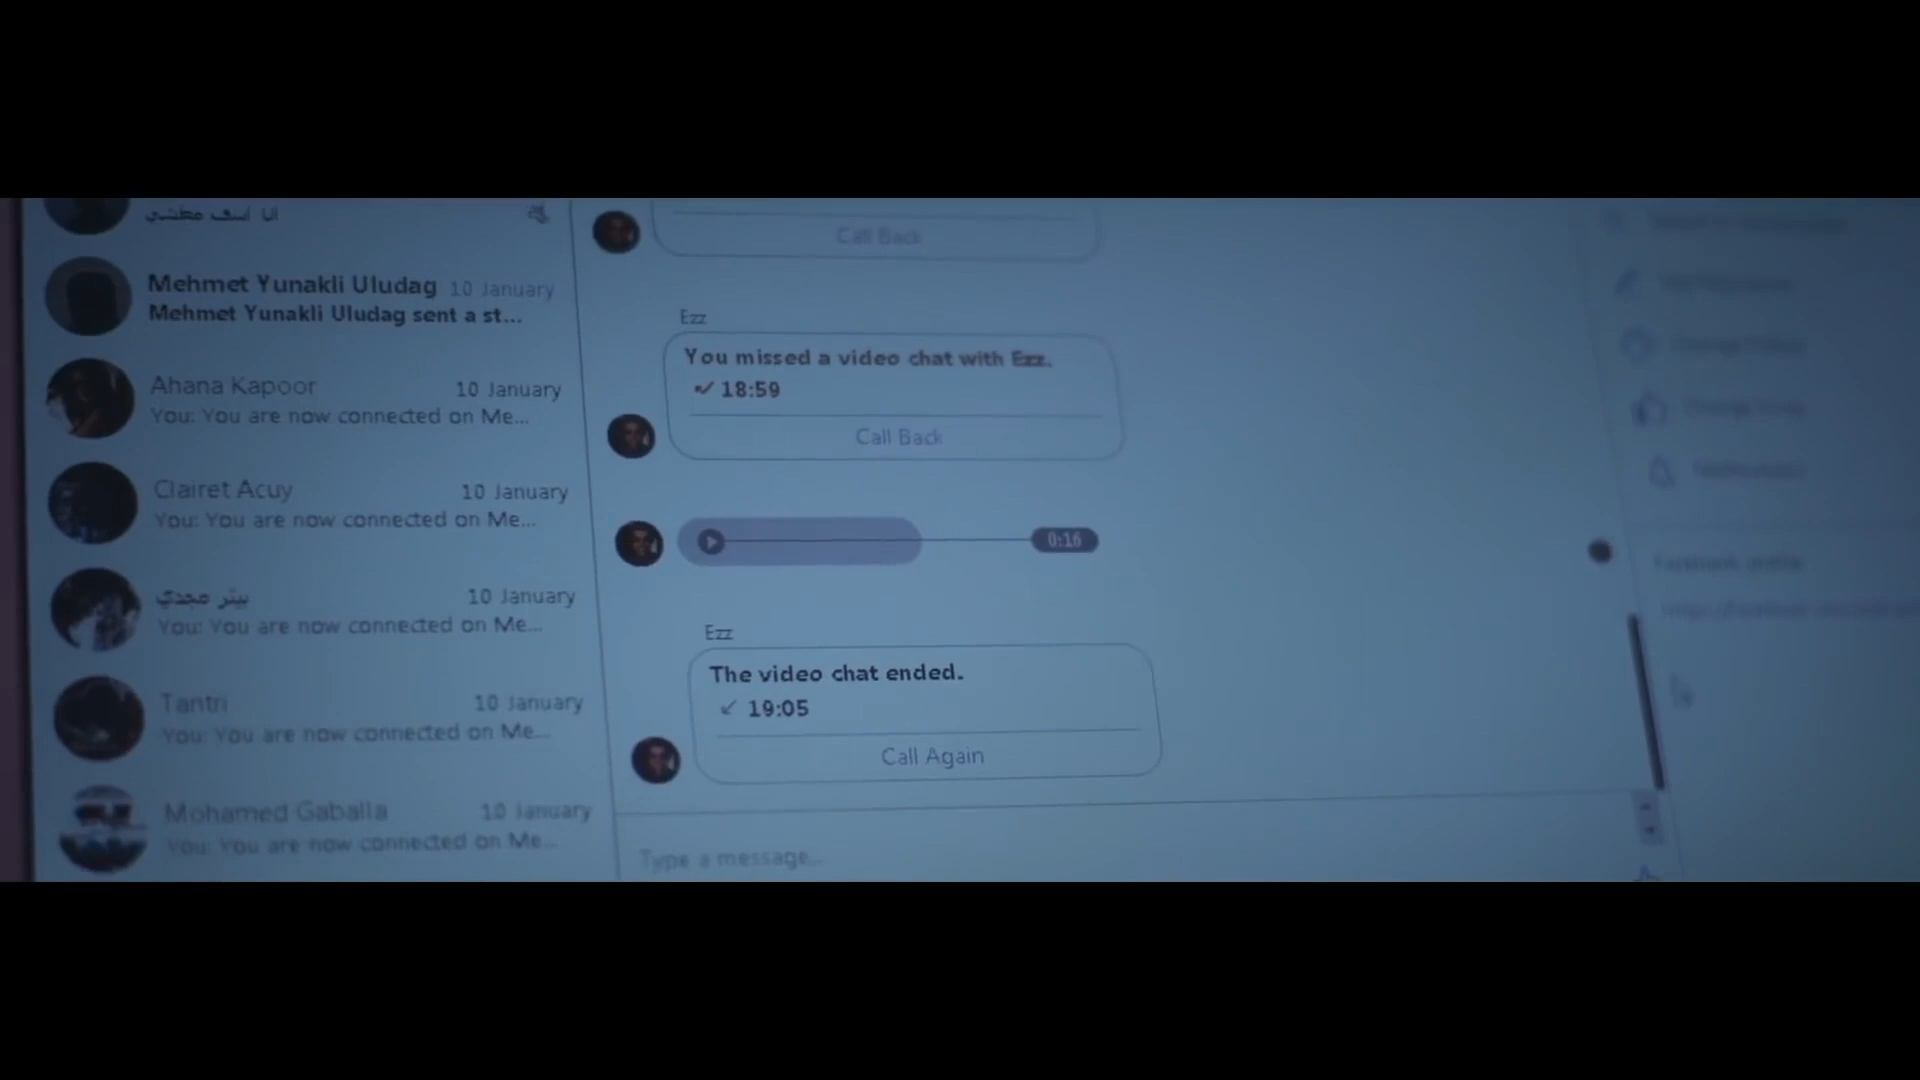 انا اسف مطنشي
Mehmet Yunakli Uludag 10 January
Mehmet Yunakli Uludag sent a st...
Ahana Kapoor 10 January
You: You are now connected on Me...
Clairet Acuy 10 January
You: You are now connected on Me...
بيتر مجدي 10 January
You: You are now connected on Me...
Tantri 10 January
You: You are now connected on Me...
Mohamed Gaballa 10 January
You: You are now connected on Me...
Call Back
Ezz
You missed a video chat with Ezz.
18:59
Call Back
0:16
Ezz
The video chat ended.
19:05
Call Again
Type a message...
Facebook profile